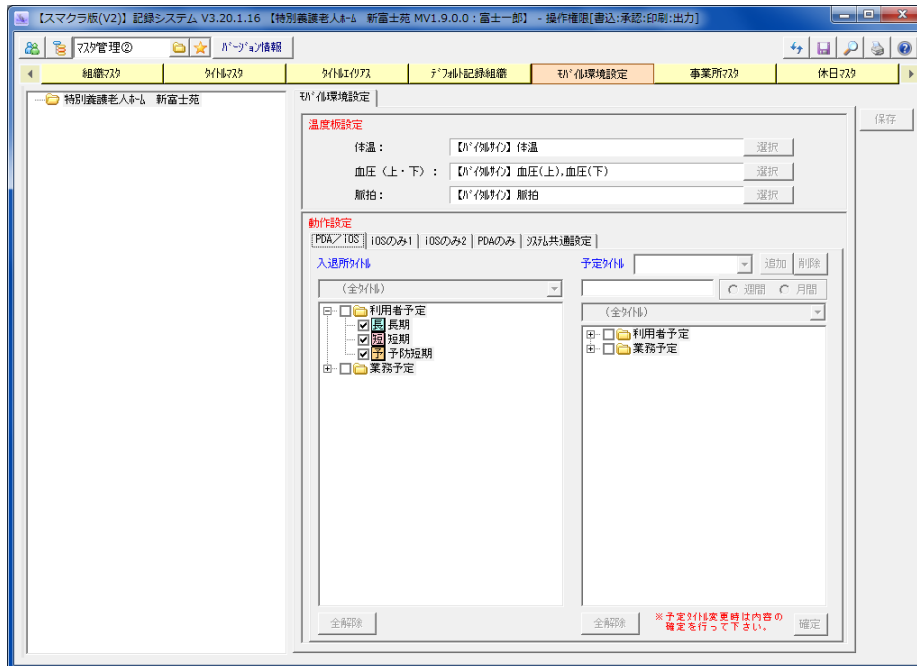 【スマクラ版(V2)】記録システム V3.20.1.16 【特別養護老人ﾎｰﾑ 新富士苑 MV1.9.0.0：富士一郎】 - 操作権限[書込:承認:印刷:出力]
ﾏｽﾀ管理② ﾊﾞｰｼﾞｮﾝ情報
組織ﾏｽﾀ ﾀｲﾄﾙﾏｽﾀ ﾀｲﾄﾙｴｲﾘｱｽ ﾃﾞﾌｫﾙﾄ記録組織 ﾓﾊﾞｲﾙ環境設定 事業所ﾏｽﾀ 休日ﾏｽﾀ
特別養護老人ﾎｰﾑ 新富士苑
ﾓﾊﾞｲﾙ環境設定
保存
温度板設定
体温： 【ﾊﾞｲﾀﾙｻｲﾝ】体温 選択
血圧（上・下）： 【ﾊﾞｲﾀﾙｻｲﾝ】血圧(上),血圧(下) 選択
脈拍： 【ﾊﾞｲﾀﾙｻｲﾝ】脈拍 選択
動作設定
PDA／iOS iOSのみ1 iOSのみ2 PDAのみ ｼｽﾃﾑ共通設定
入退所ﾀｲﾄﾙ
（全ﾀｲﾄﾙ）
利用者予定
長 長期
短 短期
予 予防短期
業務予定
全解除
予定ﾀｲﾄﾙ 追加 削除
週間 月間
（全ﾀｲﾄﾙ）
利用者予定
業務予定
全解除
※予定ﾀｲﾄﾙ変更時は内容の
確定を行って下さい。
確定